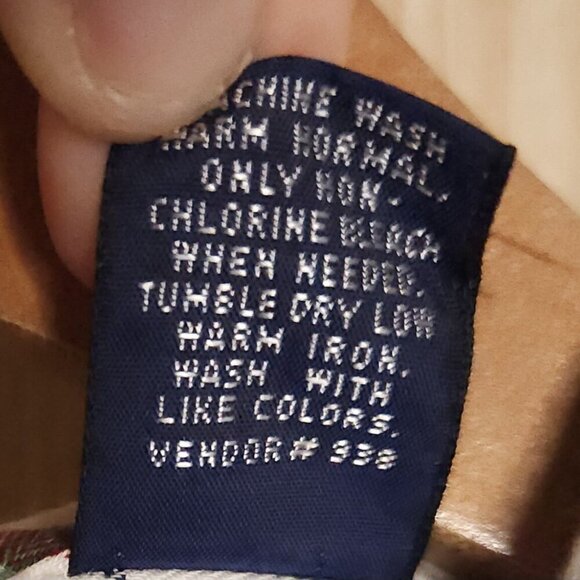 MACHINE WASH
WARM NORMAL.
ONLY NON-
CHLORINE BLEACH
WHEN NEEDED.
TUMBLE DRY LOW
WARM IRON.
WASH WITH
LIKE COLORS.
VENDOR#